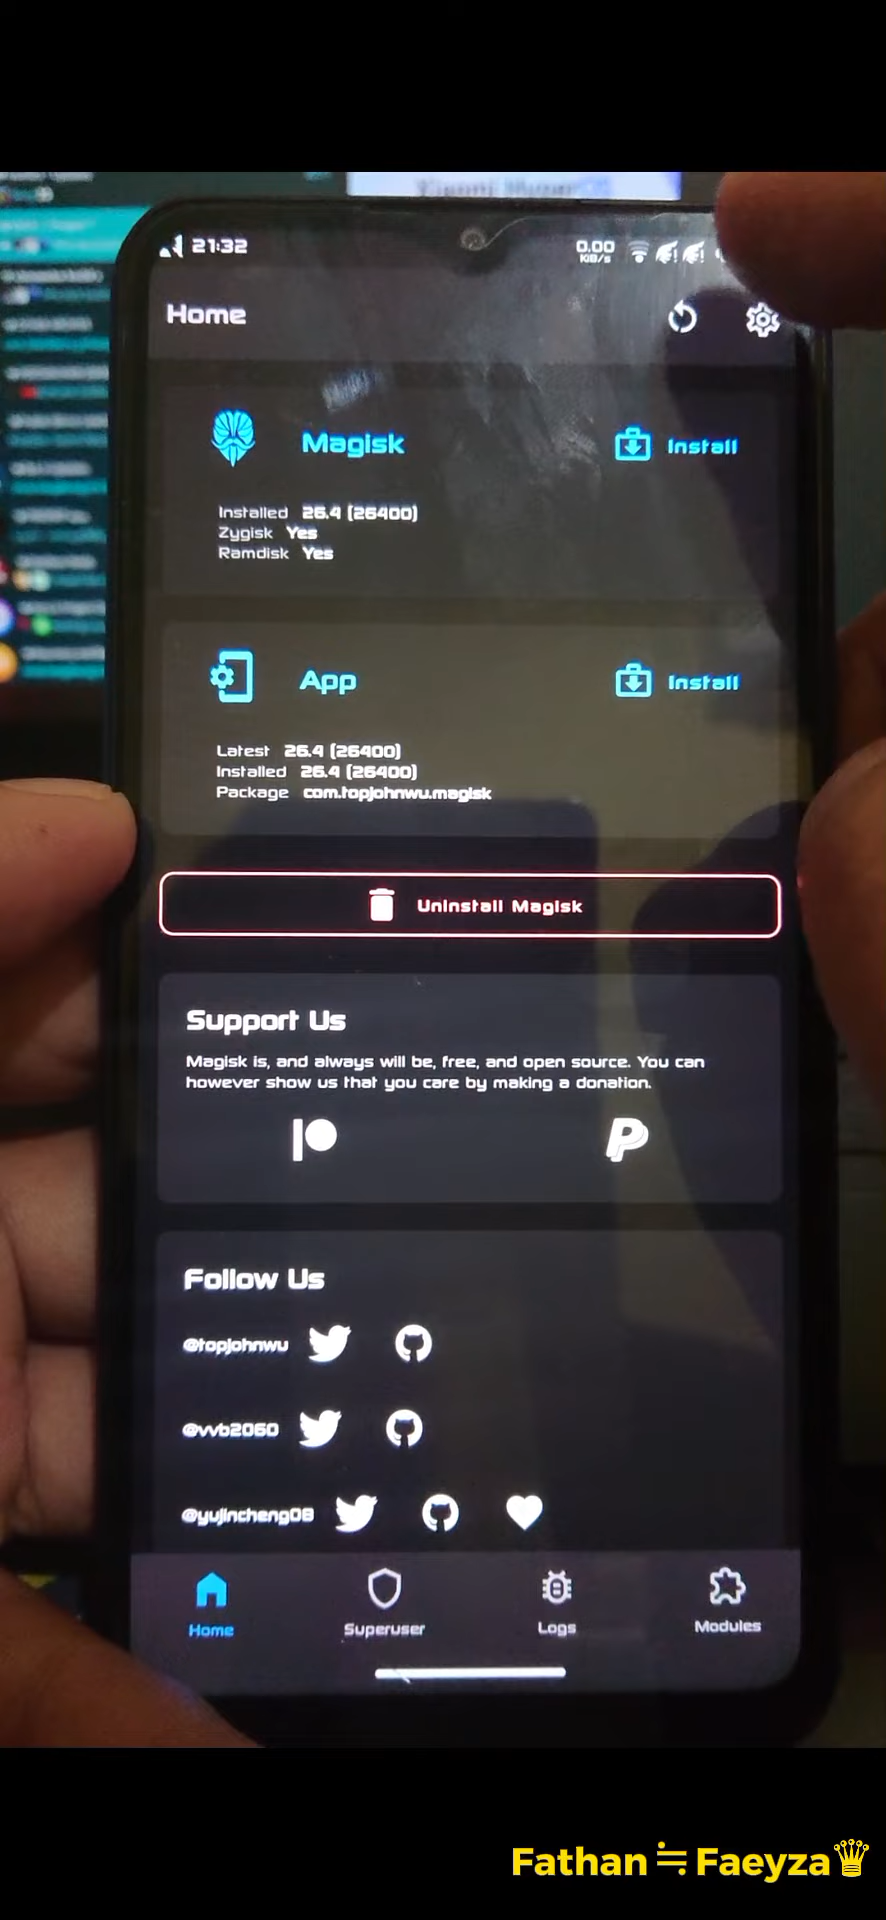 21:32
0.00
KiB/s
Home
Magisk
Install
Installed 26.4 (26400)
Zygisk Yes
Ramdisk Yes
App
Install
Latest 26.4 (26400)
Installed 26.4 (26400)
Package com.topjohnwu.magisk
Uninstall Magisk
Support Us
Magisk is, and always will be, free, and open source. You can
however show us that you care by making a donation.
Follow Us
@topjohnwu
@vvb2060
@yujincheng08
Home
Superuser
Logs
Modules
Fathan≒Faeyza♛